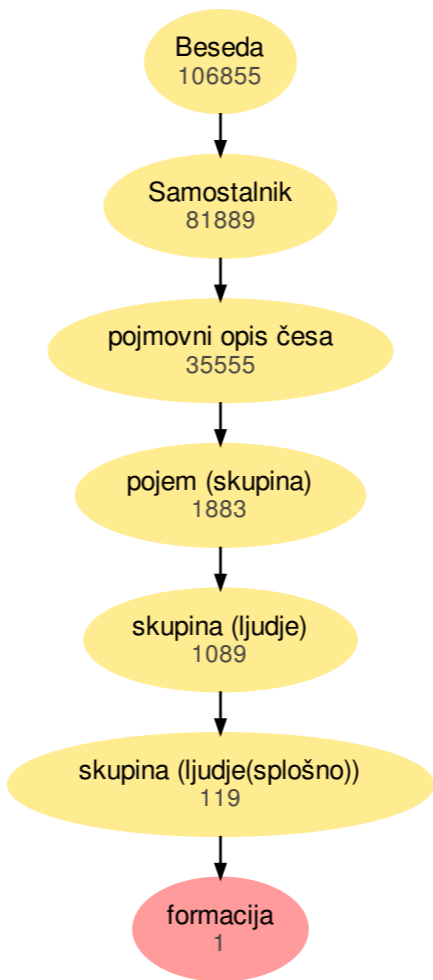 Beseda
106855
Samostalnik
81889
pojmovni opis česa
35555
pojem (skupina)
1883
skupina (ljudje)
1089
skupina (ljudje(splošno))
119
formacija
1